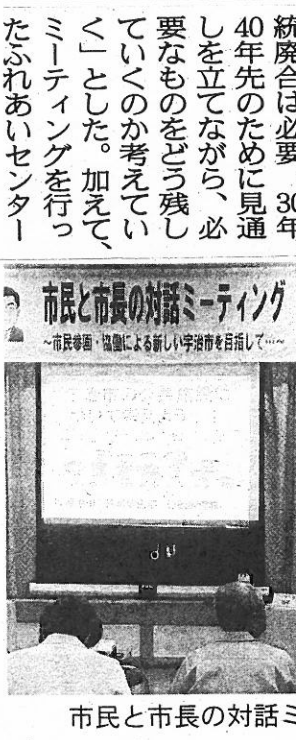 統廃合は必要　30年
40年先のために見通
しを立てながら、必
要なものをどう残し
ていくのか考えてい
く」とした。加えて、
ミーティングを行っ
たふれあいセンター
市民と市長の対話ミーティング
~市民参画・協働による新しい宇治市を目指して…~
市民と市長の対話ミ